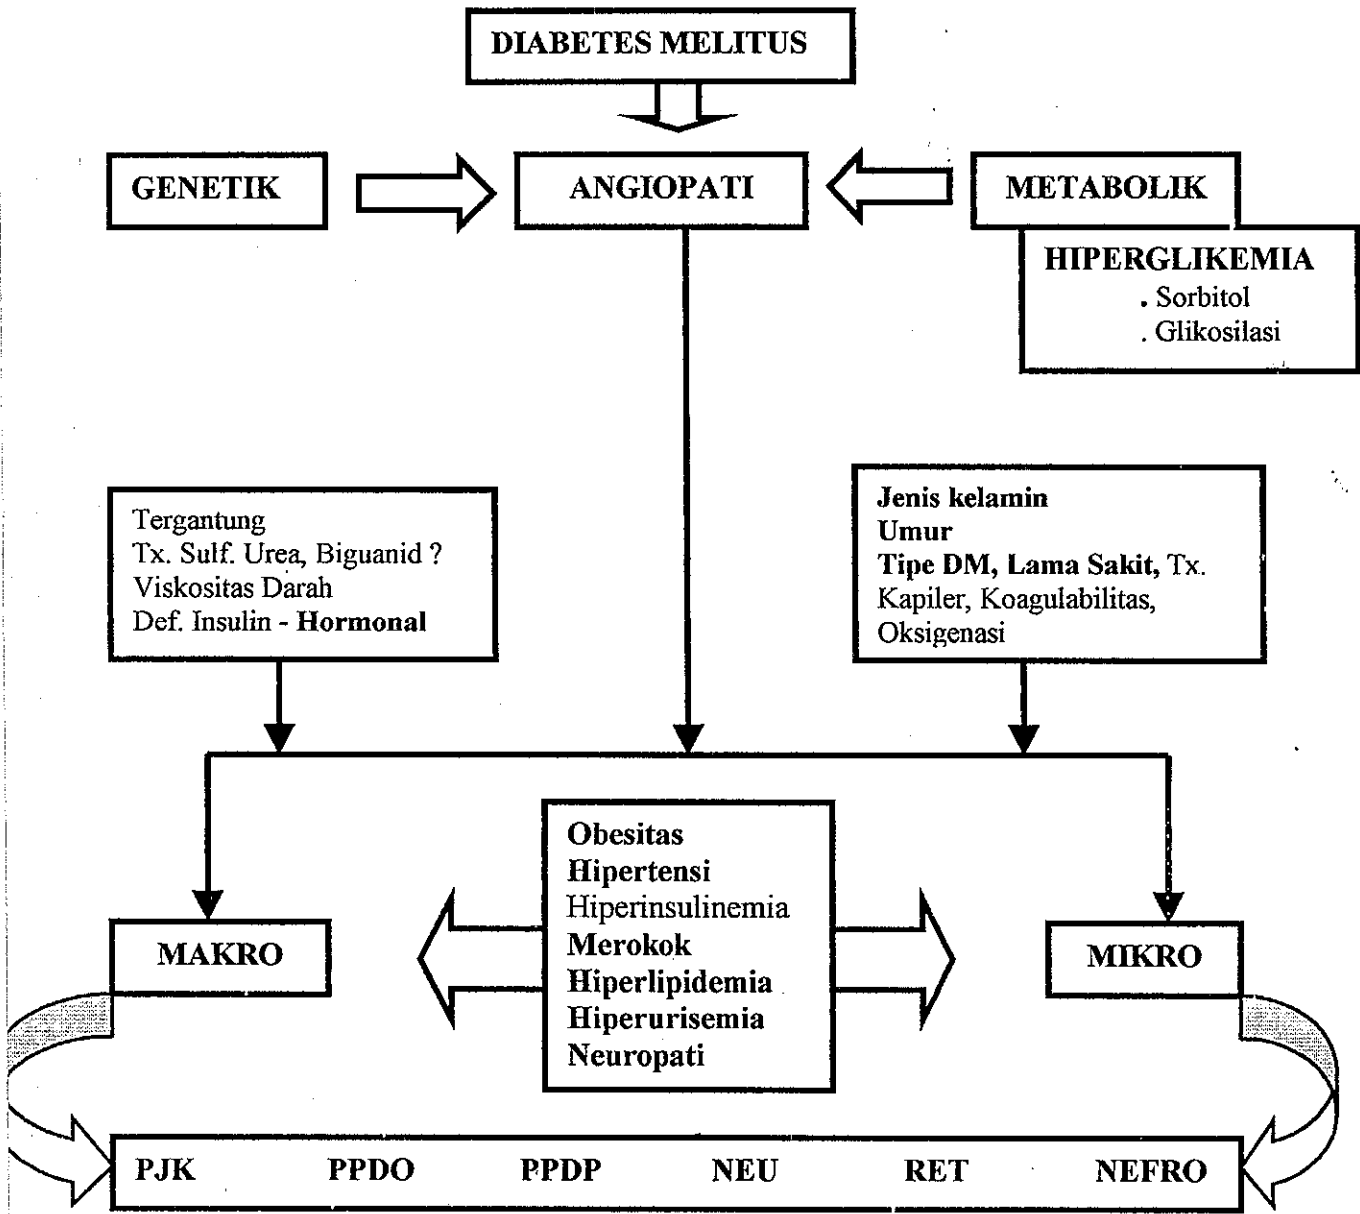 DIABETES MELITUS
GENETIK
ANGIOPATI
METABOLIK
HIPERGLIKEMIA
. Sorbitol
. Glikosilasi
Tergantung
Tx. Sulf. Urea, Biguanid ?
Viskositas Darah
Def. Insulin - Hormonal
Jenis kelamin
Umur
Tipe DM, Lama Sakit, Tx.
Kapiler, Koagulabilitas,
Oksigenasi
Obesitas
Hipertensi
Hiperinsulinemia
Merokok
Hiperlipidemia
Hiperurisemia
Neuropati
MAKRO
MIKRO
PJK PPDO PPDP NEU RET NEFRO